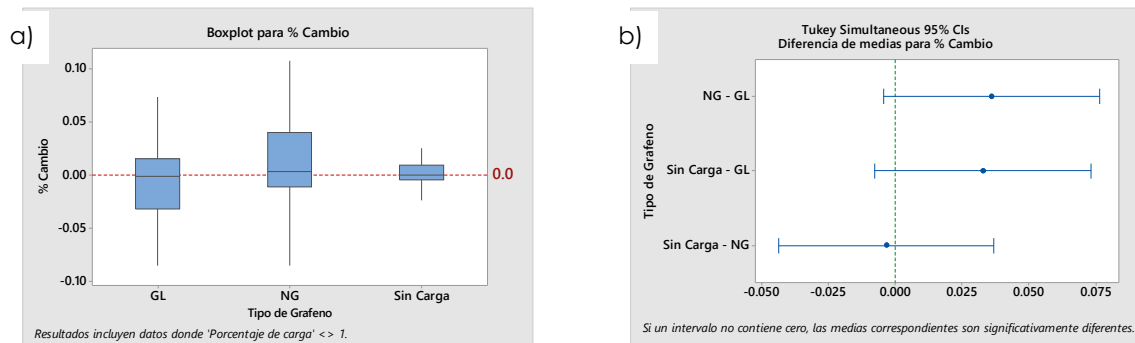 a)
Boxplot para % Cambio
% Cambio
0.10
0.05
0.00
-0.05
-0.10
0.0
GL
NG
Sin Carga
Tipo de Grafeno
Resultados incluyen datos donde 'Porcentaje de carga' <> 1.
b)
Tukey Simultaneous 95% CIs
Diferencia de medias para % Cambio
Tipo de Grafeno
NG - GL
Sin Carga - GL
Sin Carga - NG
-0.050
-0.025
0.000
0.025
0.050
0.075
Si un intervalo no contiene cero, las medias correspondientes son significativamente diferentes.